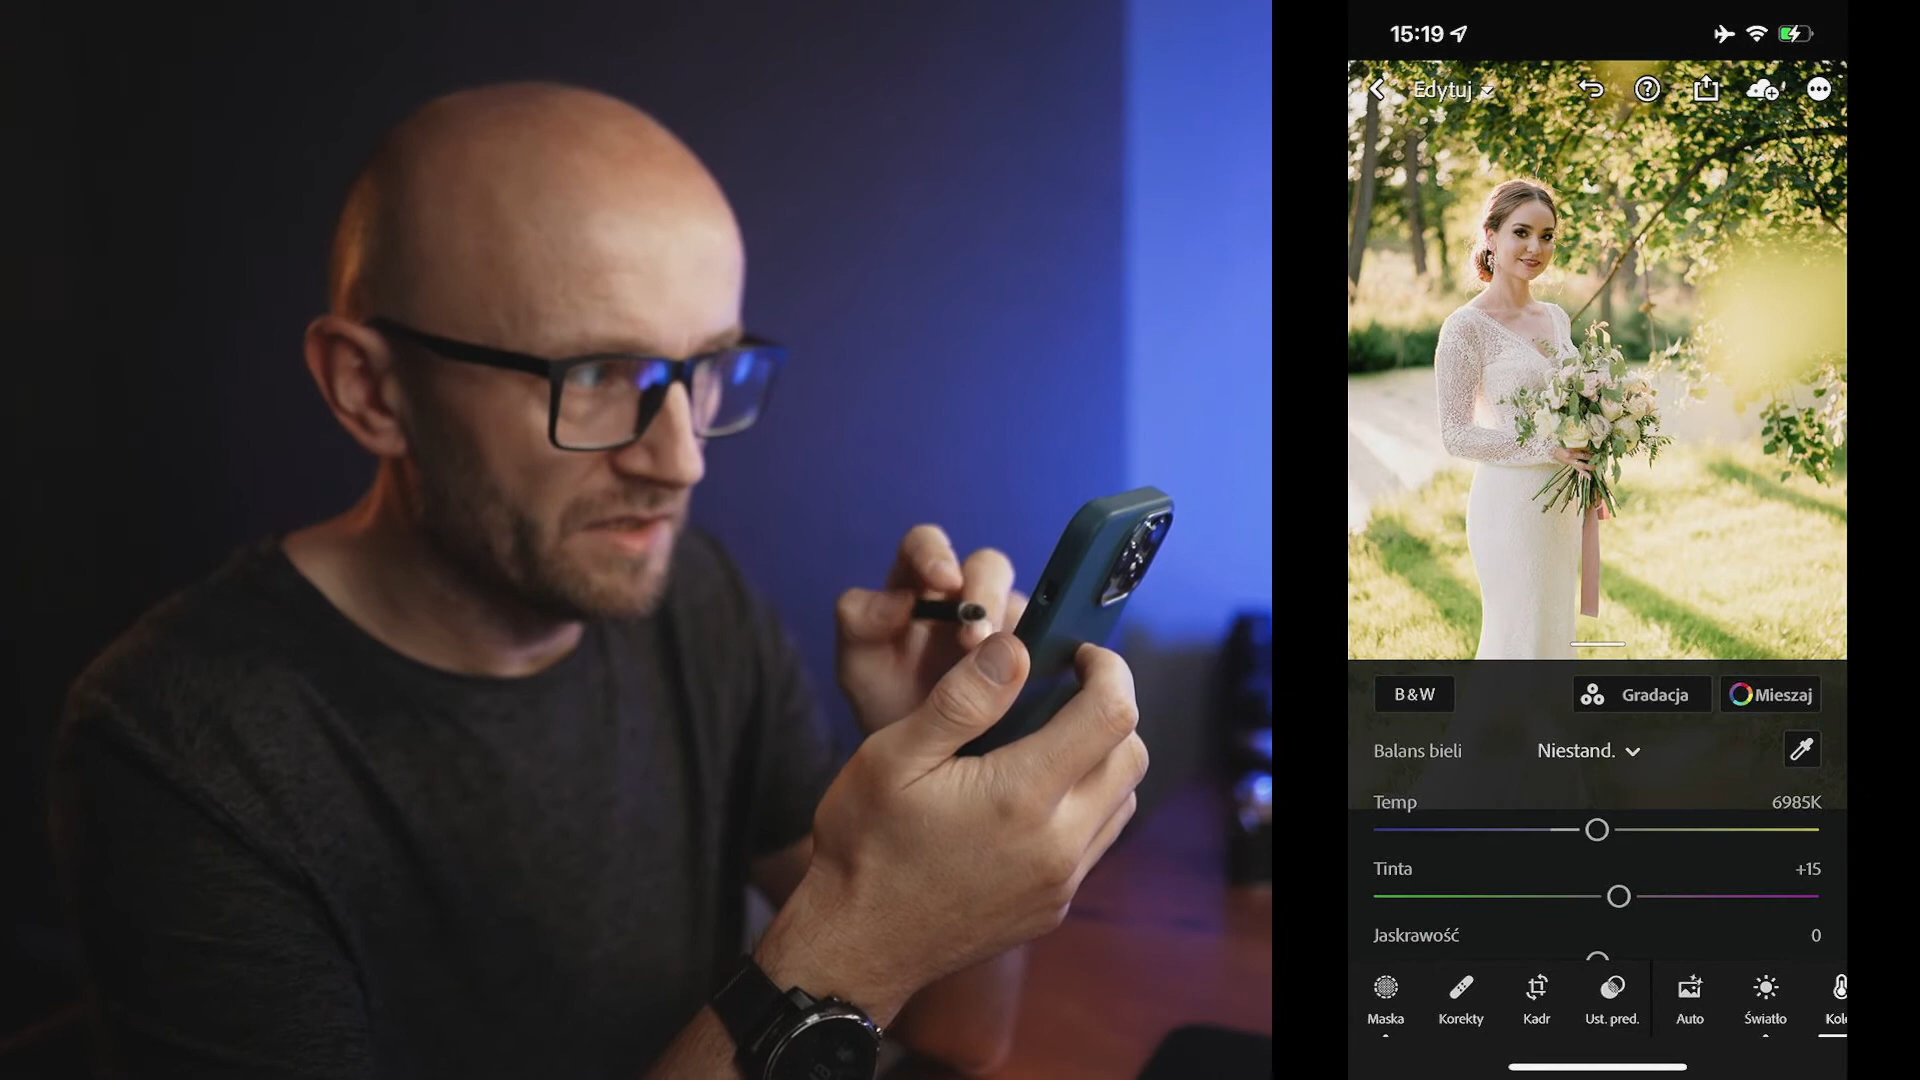 15:19
Edytuj
B&W
Gradacja
Mieszaj
Balans bieli
Niestand.
Temp
6985K
Tinta
+15
Jaskrawość
0
Maska
Korekty
Kadr
Ust. pred.
Auto
Światło
Kolo